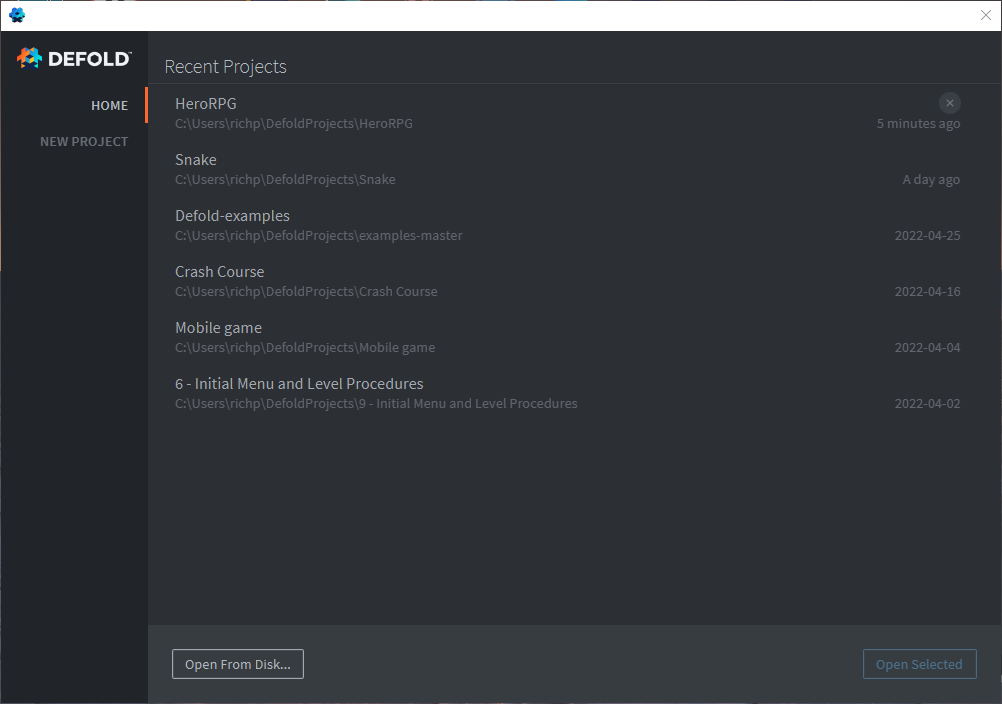 DEFOLD™
HOME
NEW PROJECT
Recent Projects
HeroRPG
C:\Users\richp\DefoldProjects\HeroRPG
5 minutes ago
Snake
C:\Users\richp\DefoldProjects\Snake
A day ago
Defold-examples
C:\Users\richp\DefoldProjects\examples-master
2022-04-25
Crash Course
C:\Users\richp\DefoldProjects\Crash Course
2022-04-16
Mobile game
C:\Users\richp\DefoldProjects\Mobile game
2022-04-04
6 - Initial Menu and Level Procedures
C:\Users\richp\DefoldProjects\9 - Initial Menu and Level Procedures
2022-04-02
Open From Disk...
Open Selected